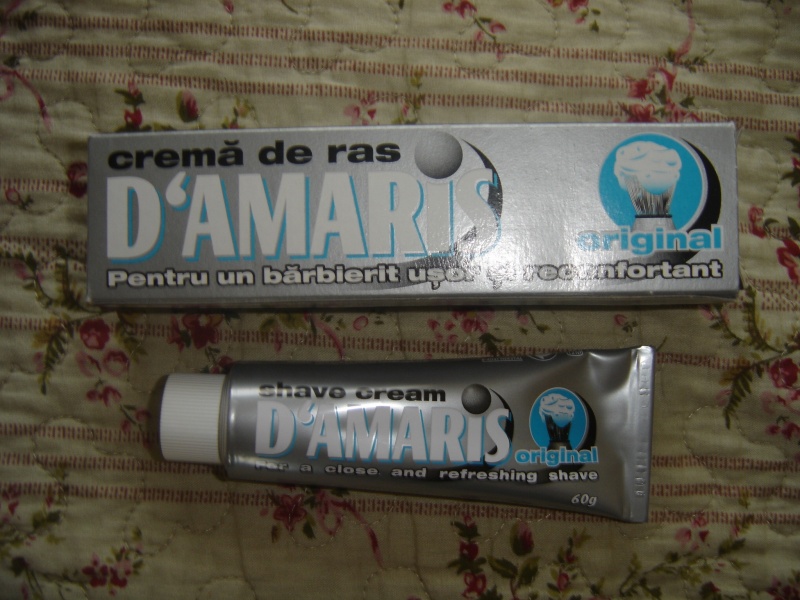 cremă de ras
D'AMARIS
original
Pentru un bărbierit ușor și reconfortant
shave cream
D'AMARIS
original
For a close and refreshing shave
60g